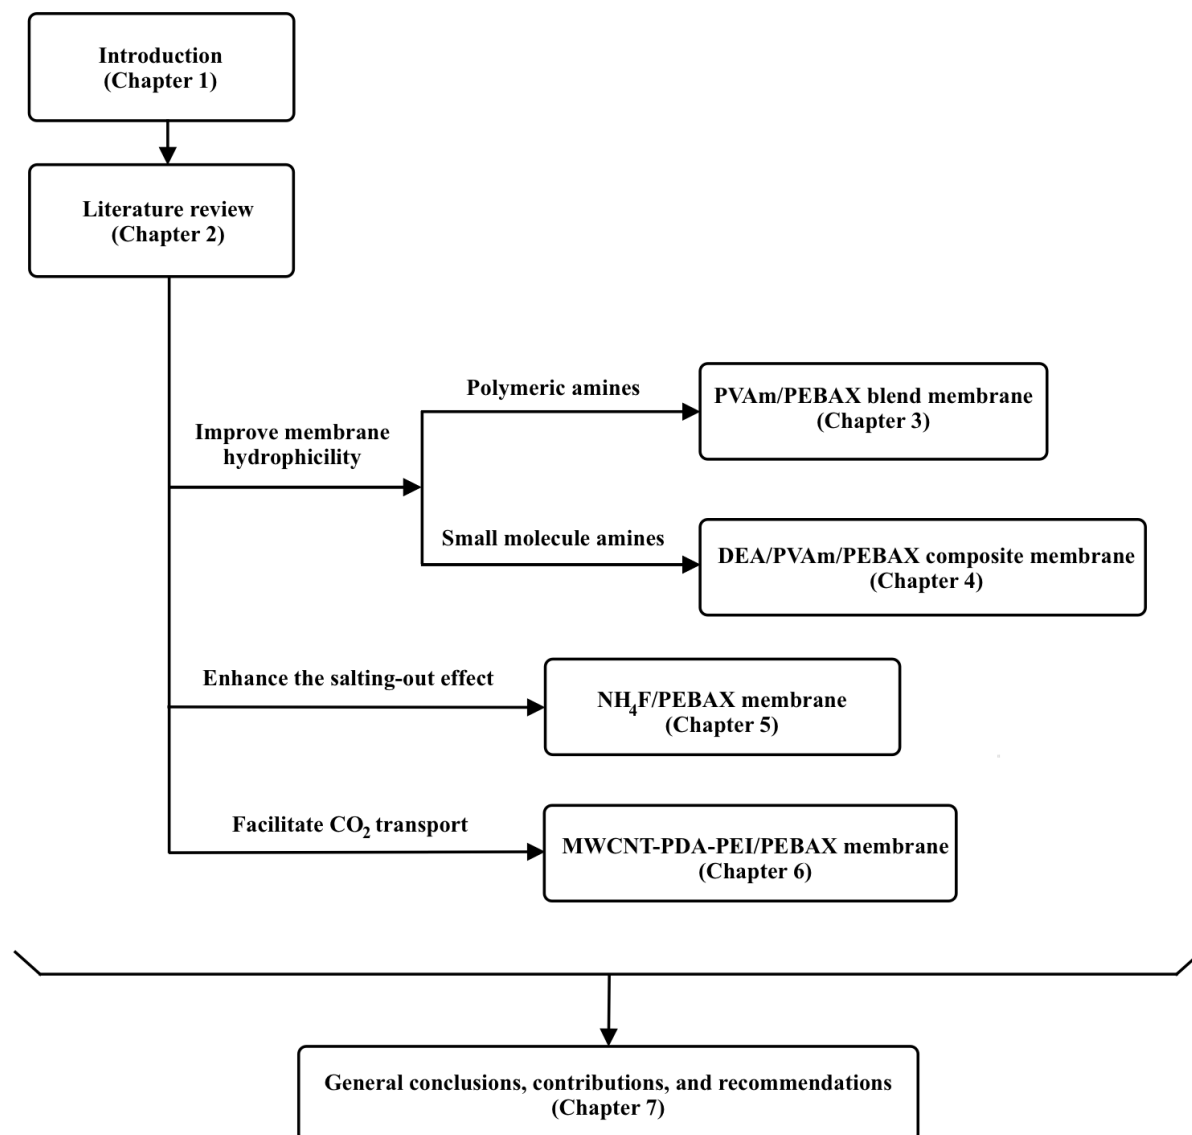 Introduction
(Chapter 1)
Literature review
(Chapter 2)
Polymeric amines
PVAm/PEBAX blend membrane
(Chapter 3)
Improve membrane
hydrophicility
Small molecule amines
DEA/PVAm/PEBAX composite membrane
(Chapter 4)
Enhance the salting-out effect
NH₄F/PEBAX membrane
(Chapter 5)
Facilitate CO₂ transport
MWCNT-PDA-PEI/PEBAX membrane
(Chapter 6)
General conclusions, contributions, and recommendations
(Chapter 7)